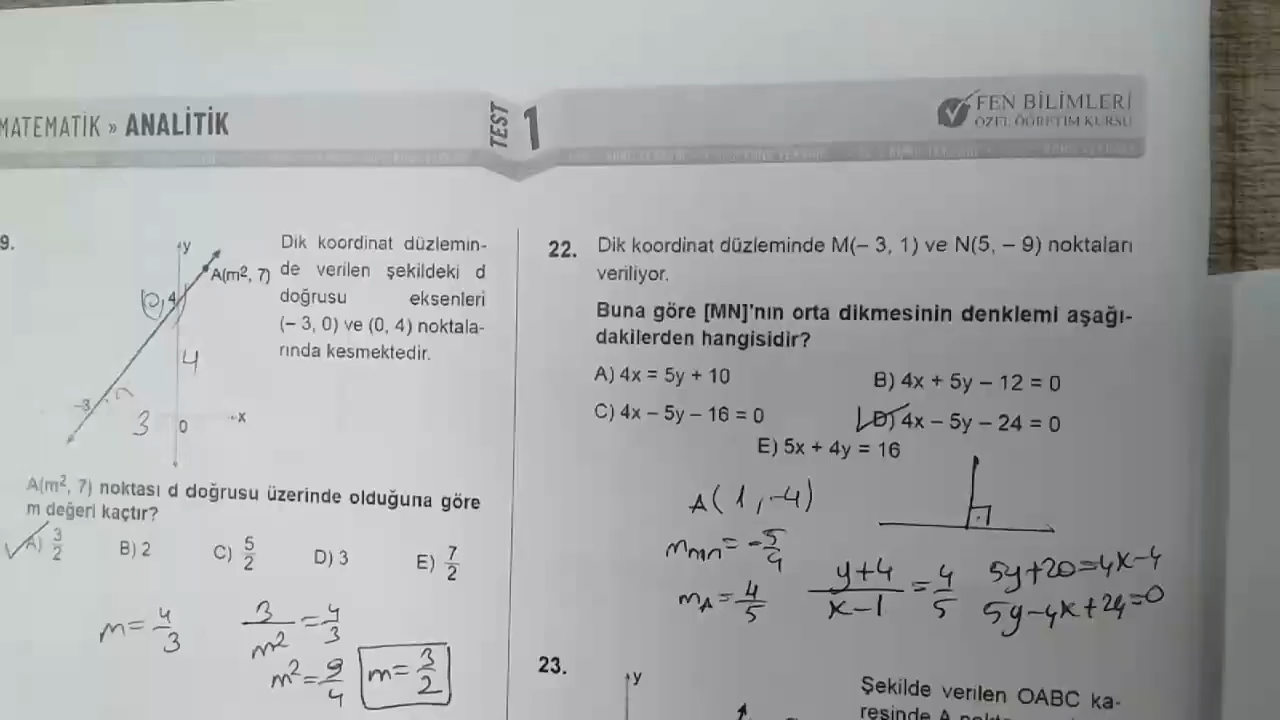 MATEMATİK » ANALİTİK
TEST 1
FEN BİLİMLERİ
ÖZEL ÖĞRETİM KURSU
9.
y
A(m², 7)
(0, 4)
4
-3
3
0
x
Dik koordinat düzlemin-
de verilen şekildeki d
doğrusu eksenleri
(– 3, 0) ve (0, 4) noktala-
rında kesmektedir.
A(m², 7) noktası d doğrusu üzerinde olduğuna göre
m değeri kaçtır?
A) 3/2 B) 2 C) 5/2 D) 3 E) 7/2
m = 4/3
3/m² = 4/3
m² = 9/4
m = 3/2
22. Dik koordinat düzleminde M(– 3, 1) ve N(5, – 9) noktaları
veriliyor.
Buna göre [MN]'nın orta dikmesinin denklemi aşağı-
dakilerden hangisidir?
A) 4x = 5y + 10 B) 4x + 5y – 12 = 0
C) 4x – 5y – 16 = 0 D) 4x – 5y – 24 = 0
E) 5x + 4y = 16
A(1, -4)
mMN = -5/4
mA = 4/5
y+4/x-1 = 4/5
5y+20=4x-4
5y-4x+24=0
23.
y
Şekilde verilen OABC ka-
resinde A